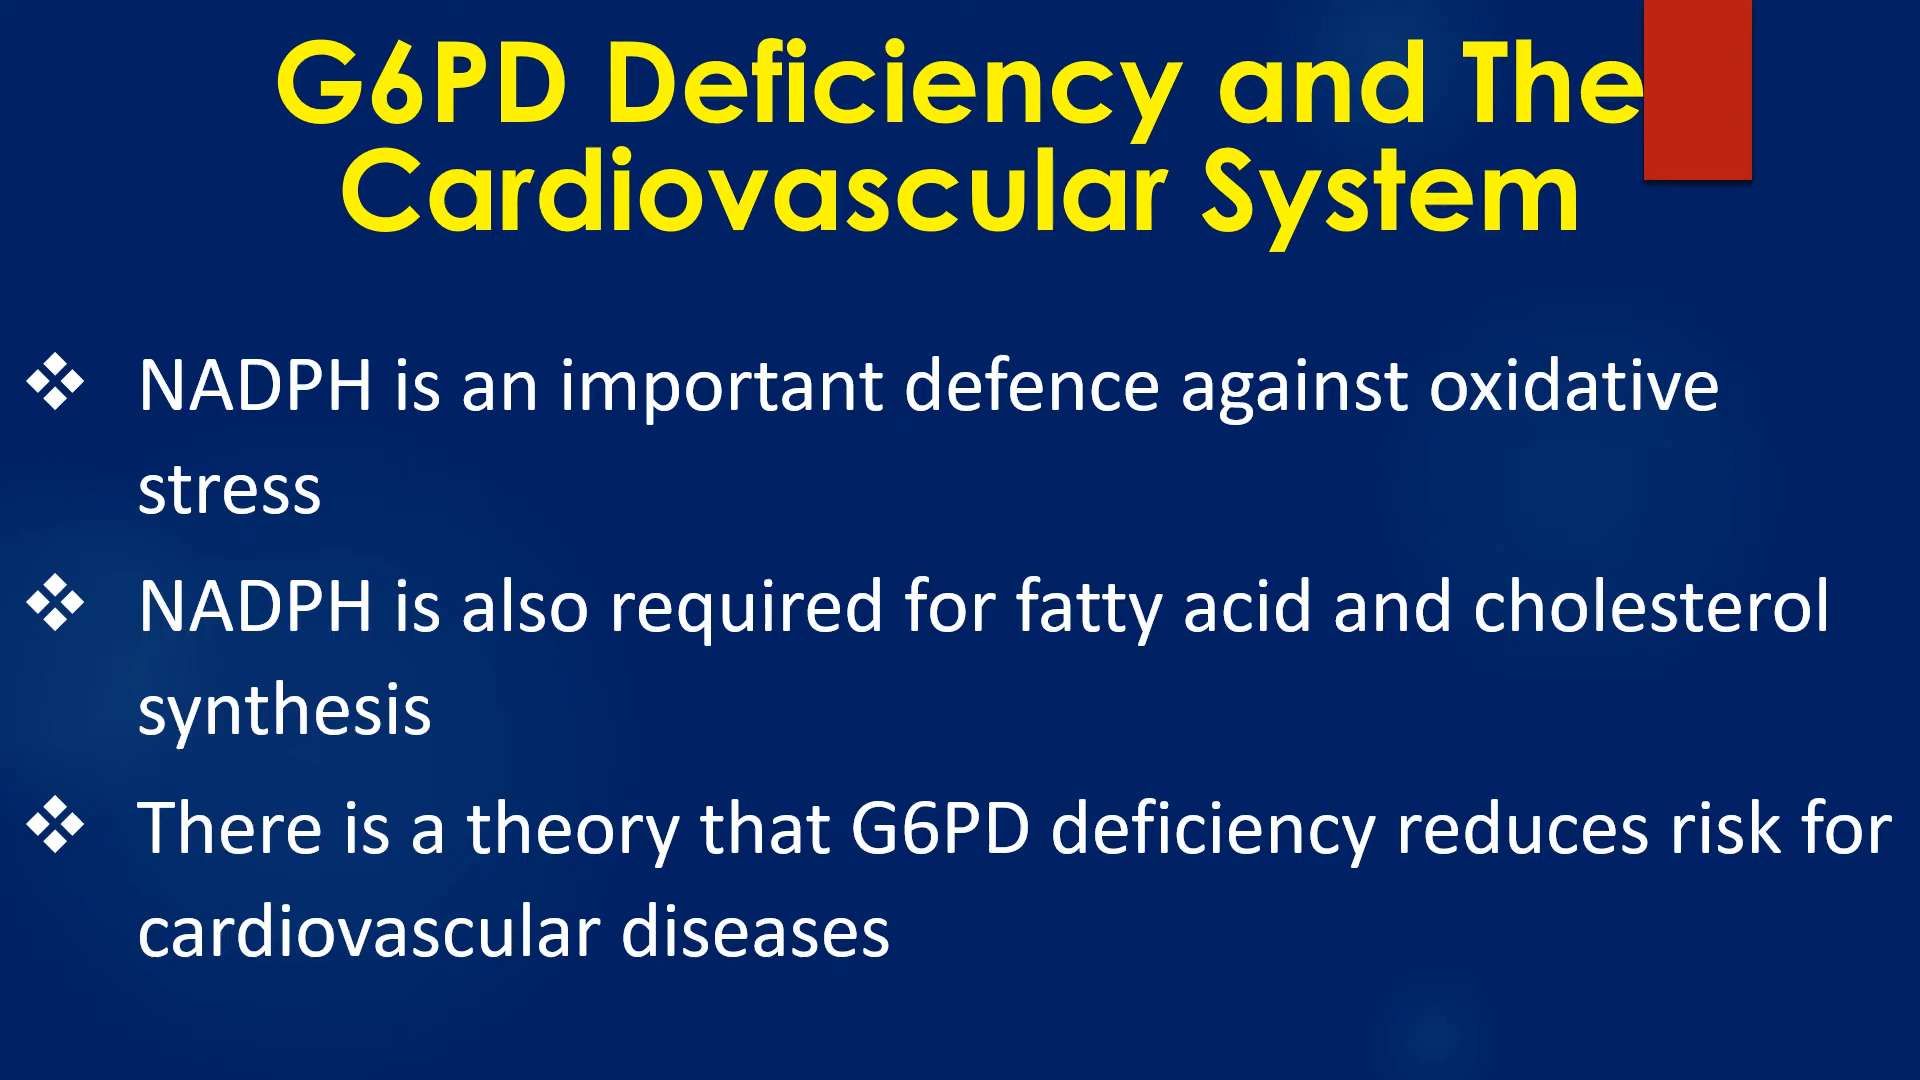 G6PD Deficiency and The
Cardiovascular System
❖ NADPH is an important defence against oxidative
stress
❖ NADPH is also required for fatty acid and cholesterol
synthesis
❖ There is a theory that G6PD deficiency reduces risk for
cardiovascular diseases